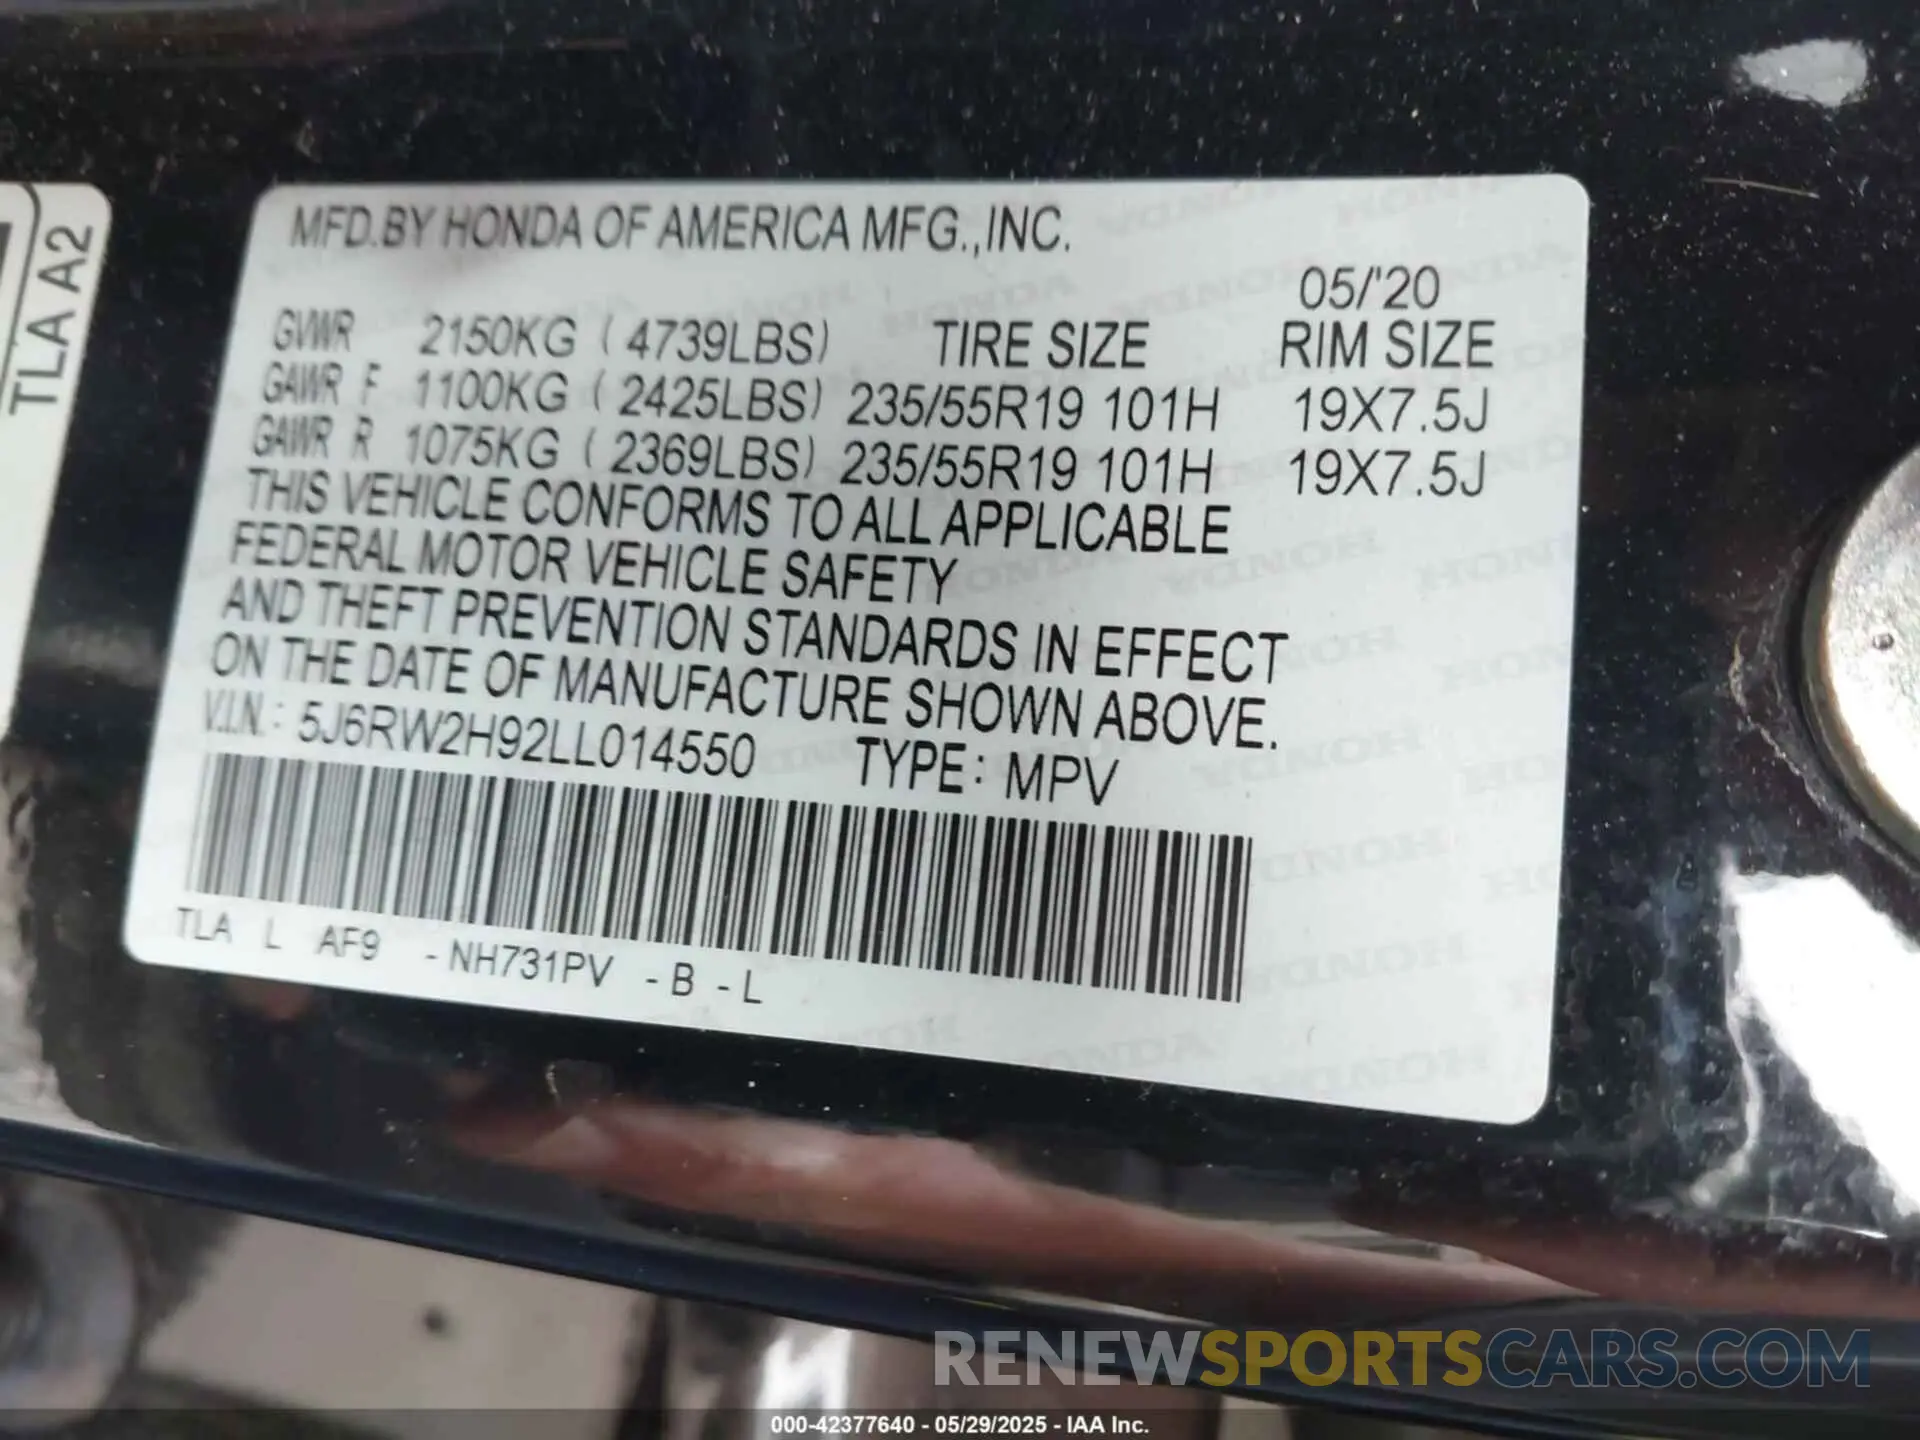 TLA A2
MFD.BY HONDA OF AMERICA MFG.,INC.
05/'20
GVWR 2150KG ( 4739LBS) TIRE SIZE RIM SIZE
GAWR F 1100KG ( 2425LBS) 235/55R19 101H 19X7.5J
GAWR R 1075KG ( 2369LBS) 235/55R19 101H 19X7.5J
THIS VEHICLE CONFORMS TO ALL APPLICABLE
FEDERAL MOTOR VEHICLE SAFETY
AND THEFT PREVENTION STANDARDS IN EFFECT
ON THE DATE OF MANUFACTURE SHOWN ABOVE.
V.I.N.: 5J6RW2H92LL014550 TYPE: MPV
TLA L AF9 -NH731PV -B -L
RENEWSPORTSCARS.COM
000-42377640 - 05/29/2025 - IAA Inc.